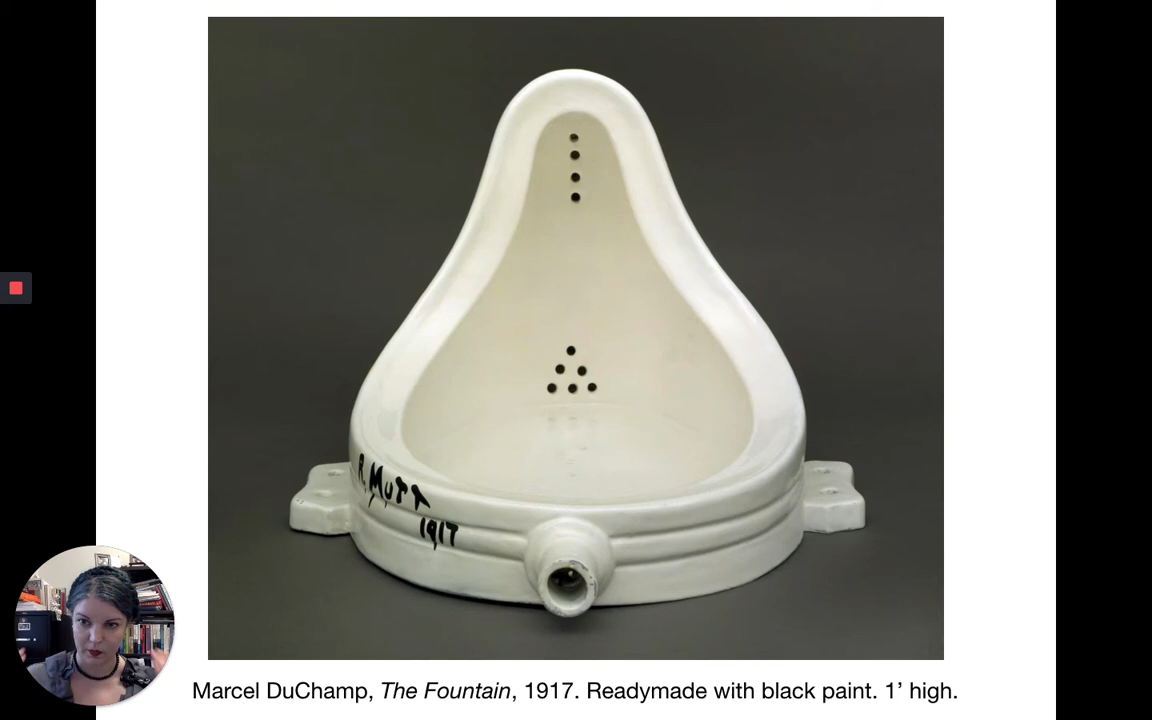 R. MUTT
1917
Marcel DuChamp, The Fountain, 1917. Readymade with black paint. 1’ high.